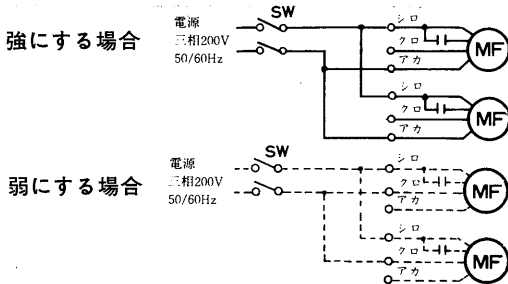 強にする場合
電源
三相200V
50/60Hz
SW
シロ
クロ
アカ
MF
シロ
クロ
アカ
MF
弱にする場合
電源
三相200V
50/60Hz
SW
シロ
クロ
アカ
MF
シロ
クロ
アカ
MF